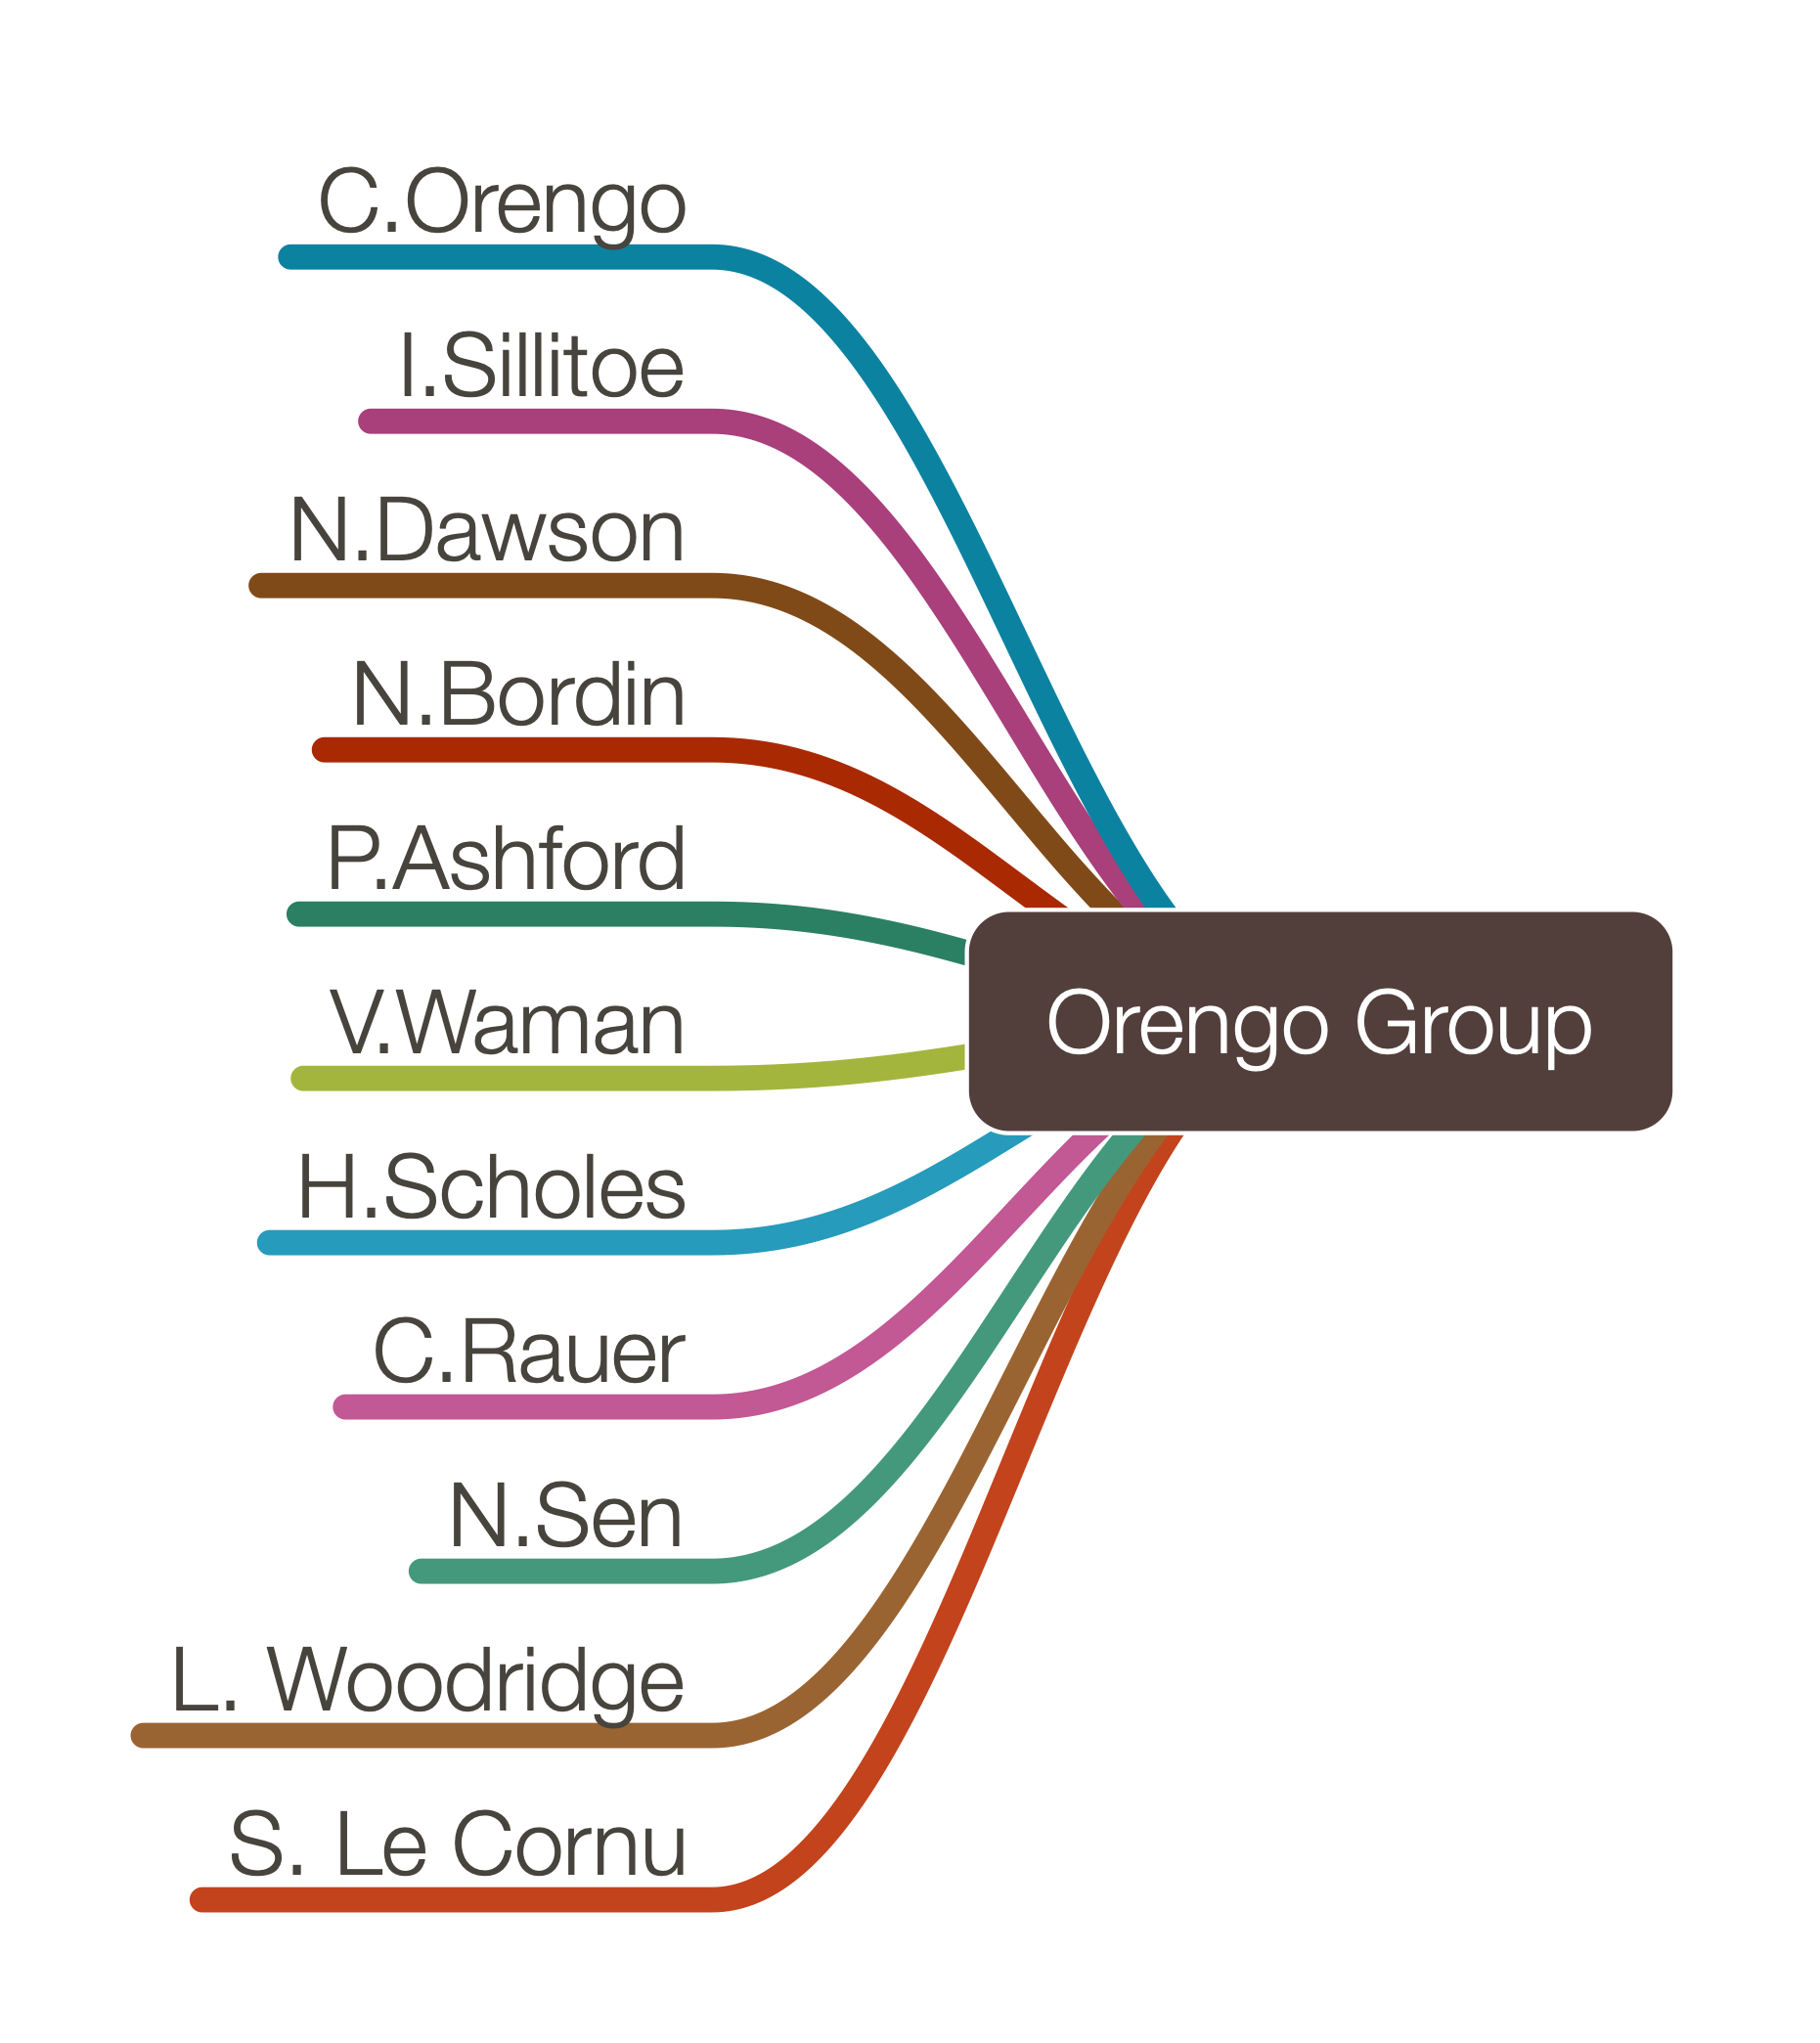 C.Orengo
I.Sillitoe
N.Dawson
N.Bordin
P.Ashford
V.Waman
Orengo Group
H.Scholes
C.Rauer
N.Sen
L. Woodridge
S. Le Cornu